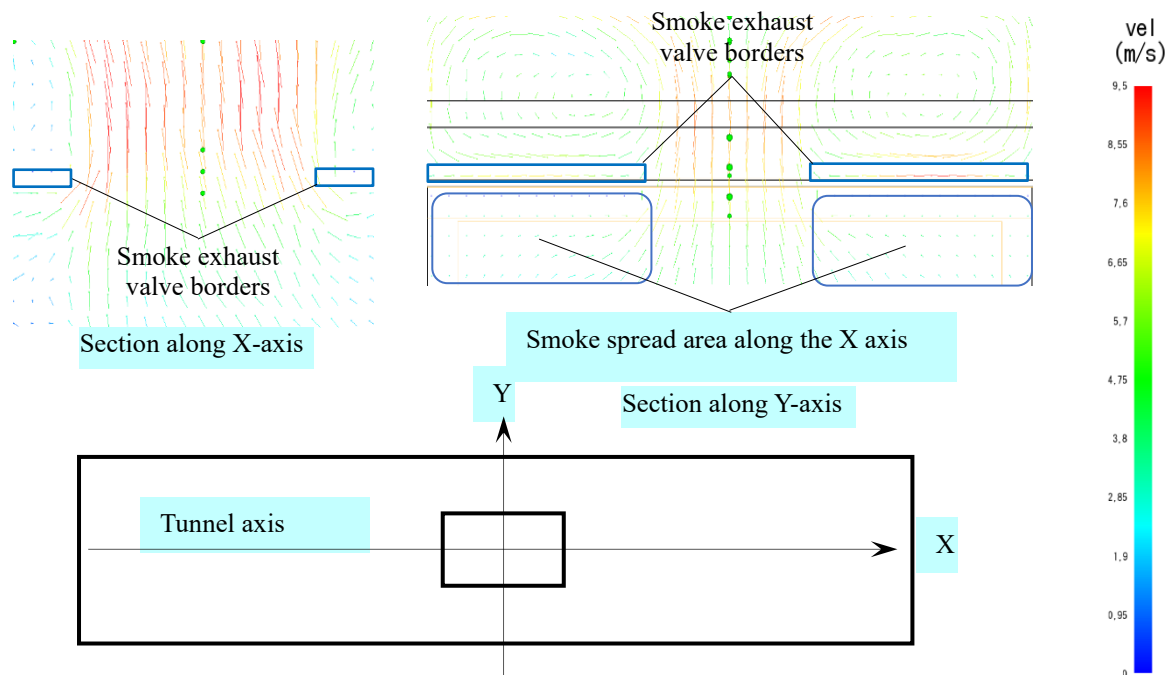 Smoke exhaust
valve borders
vel
(m/s)
Smoke exhaust
valve borders
Section along X-axis
Smoke spread area along the X axis
Section along Y-axis
Y
Tunnel axis
X
9,5
8,55
7,6
6,65
5,7
4,75
3,8
2,85
1,9
0,95
0